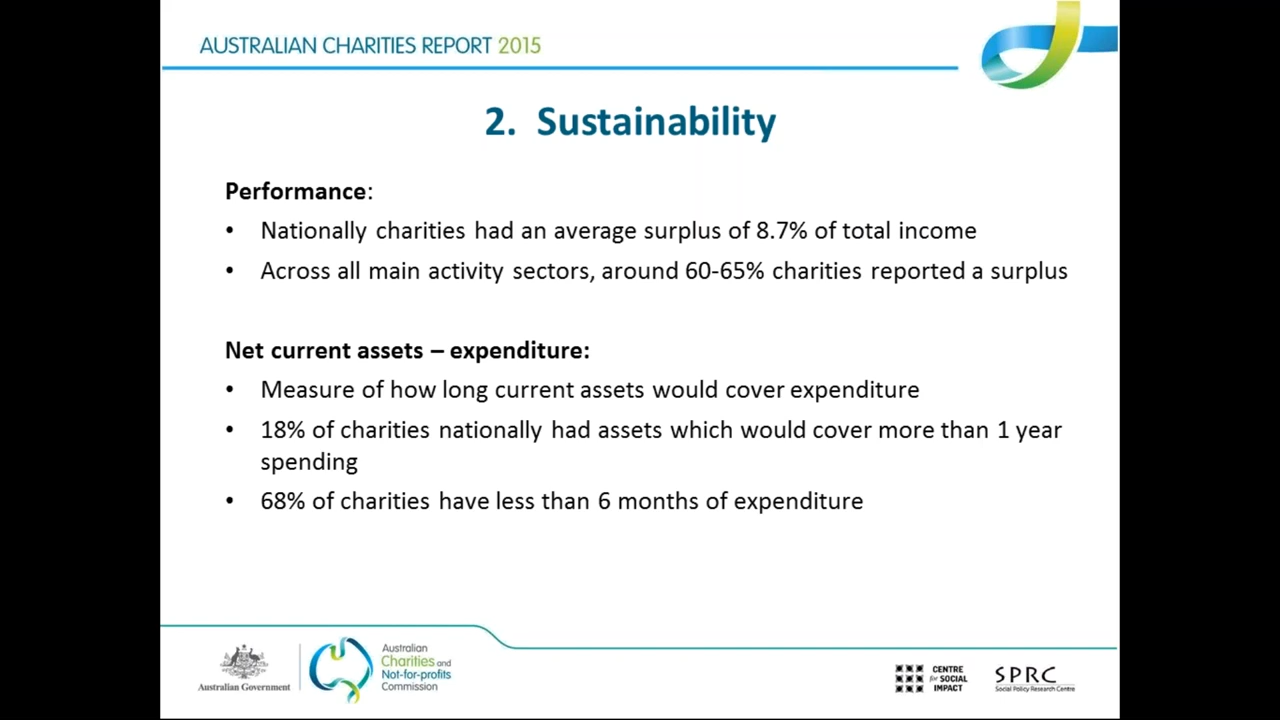 AUSTRALIAN CHARITIES REPORT 2015
2. Sustainability
Performance:
• Nationally charities had an average surplus of 8.7% of total income
• Across all main activity sectors, around 60-65% charities reported a surplus
Net current assets – expenditure:
• Measure of how long current assets would cover expenditure
• 18% of charities nationally had assets which would cover more than 1 year
spending
• 68% of charities have less than 6 months of expenditure
Australian Government
Australian
Charities and
Not-for-profits
Commission
CENTRE
for SOCIAL
IMPACT
SPRC
Social Policy Research Centre